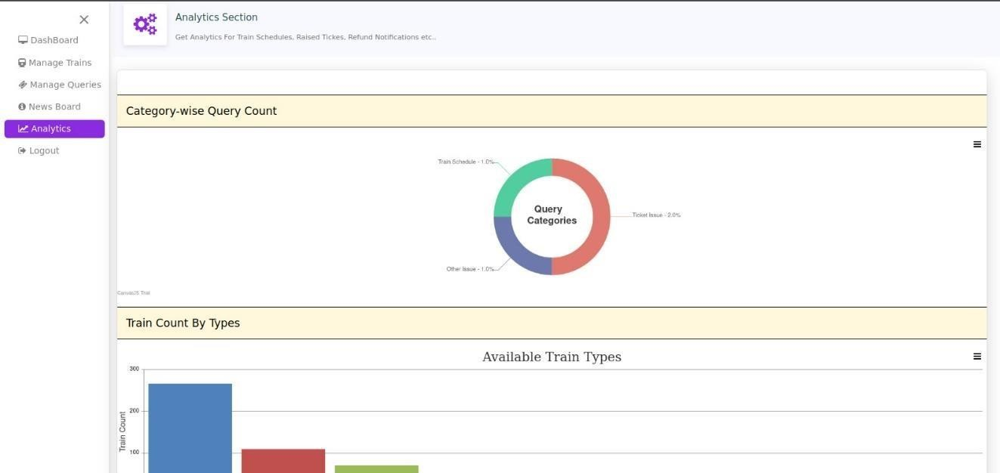 Analytics Section
Get Analytics For Train Schedules, Raised Tickes, Refund Notifications etc..
DashBoard
Manage Trains
Manage Queries
News Board
Analytics
Logout
Category-wise Query Count
Train Schedule - 1.0%
Query
Categories
Ticket Issue - 2.0%
Other Issue - 1.0%
CanvasJS Trial
Train Count By Types
Available Train Types
300
200
100
Train Count